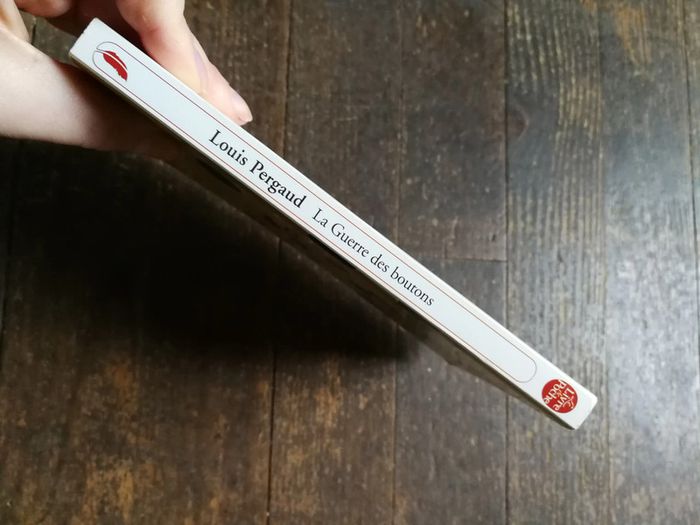 Louis Pergaud La Guerre des boutons
Le
Livre
de
Poche